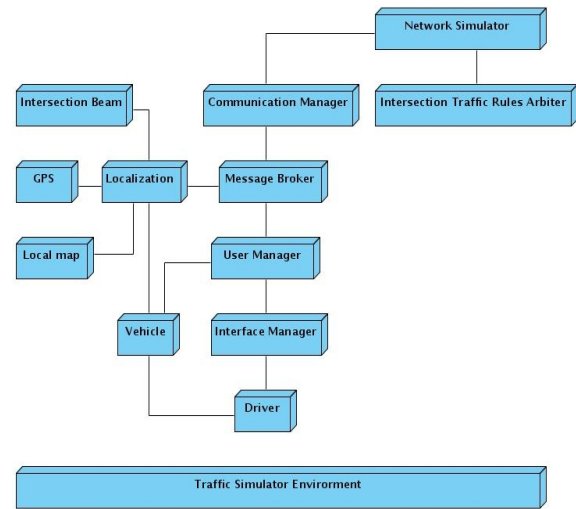 Network Simulator
Intersection Beam
Communication Manager
Intersection Traffic Rules Arbiter
GPS
Localization
Message Broker
Local map
User Manager
Vehicle
Interface Manager
Driver
Traffic Simulator Envirorment